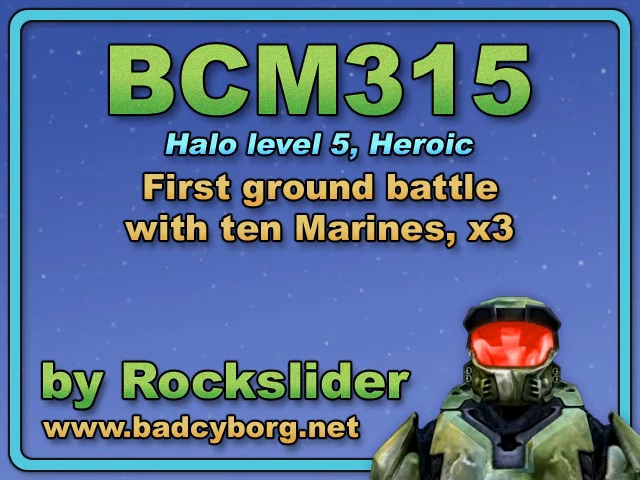 BCM315
Halo level 5, Heroic
First ground battle
with ten Marines, x3
by Rockslider
www.badcyborg.net